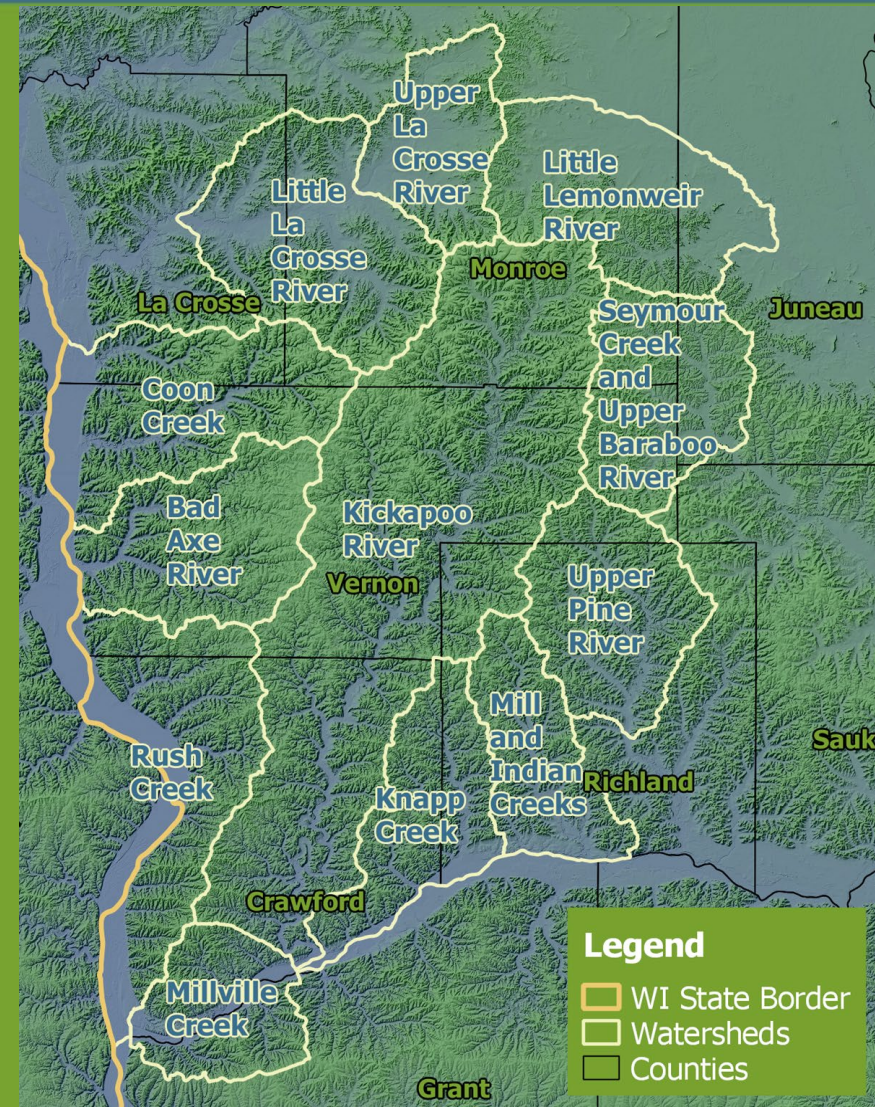 Upper
La
Crosse
River
Little
Lemonweir
River
Little
La
Crosse
River
Monroe
La Crosse
Juneau
Seymour
Creek
and
Upper
Baraboo
River
Coon
Creek
Bad
Axe
River
Kickapoo
River
Vernon
Upper
Pine
River
Mill
and
Indian
Creeks
Rush
Creek
Sauk
Richland
Knapp
Creek
Crawford
Millville
Creek
Grant
Legend
WI State Border
Watersheds
Counties